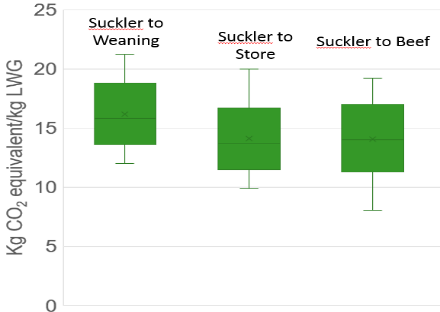 25
20
15
10
5
0
Kg CO₂ equivalent/kg LWG
Suckler to
Weaning
Suckler to
Store
Suckler to Beef